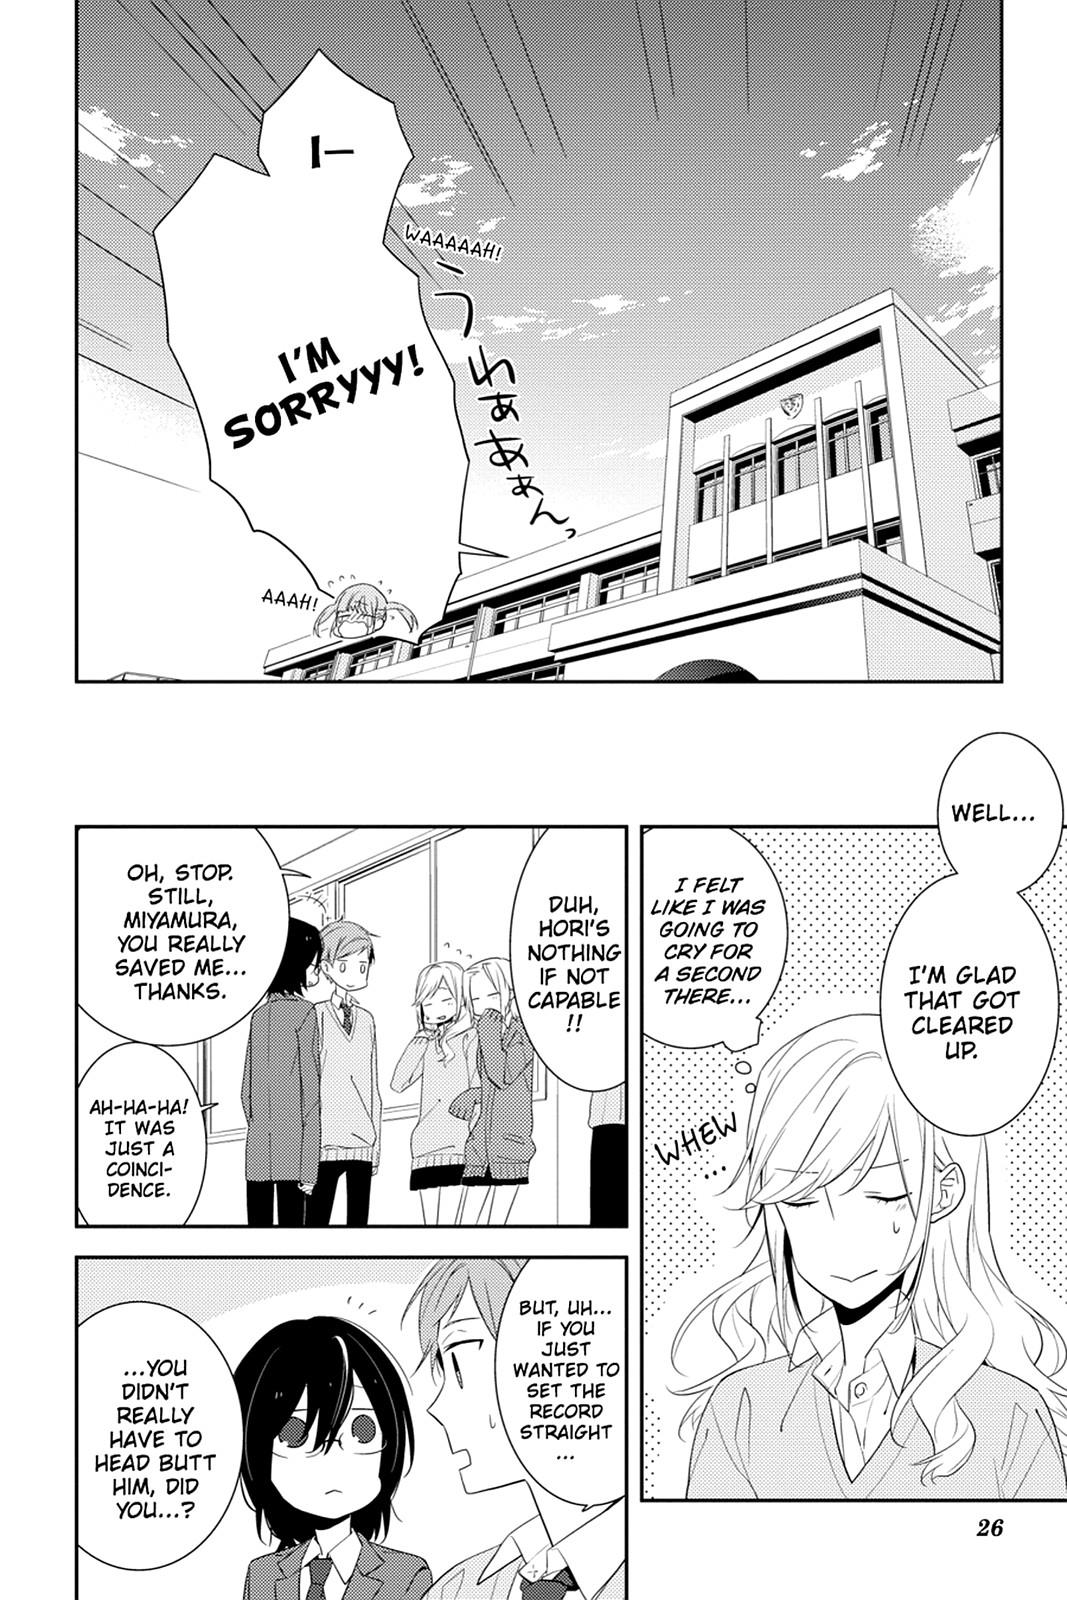 I—
I'M
SORRYYY!
WAAAAAH!
うわぁああぁんっ
AAAH!
WELL...
I'M GLAD
THAT GOT
CLEARED
UP.
I FELT
LIKE I WAS
GOING TO
CRY FOR
A SECOND
THERE...
WHEW
...
DUH,
HORI'S
NOTHING
IF NOT
CAPABLE
!!
OH, STOP.
STILL,
MIYAMURA,
YOU REALLY
SAVED ME...
THANKS.
AH-HA-HA!
IT WAS
JUST A
COINCI-
DENCE.
BUT, UH...
IF YOU
JUST
WANTED TO
SET THE
RECORD
STRAIGHT
...
...YOU
DIDN'T
REALLY
HAVE TO
HEAD BUTT
HIM, DID
YOU...?
26